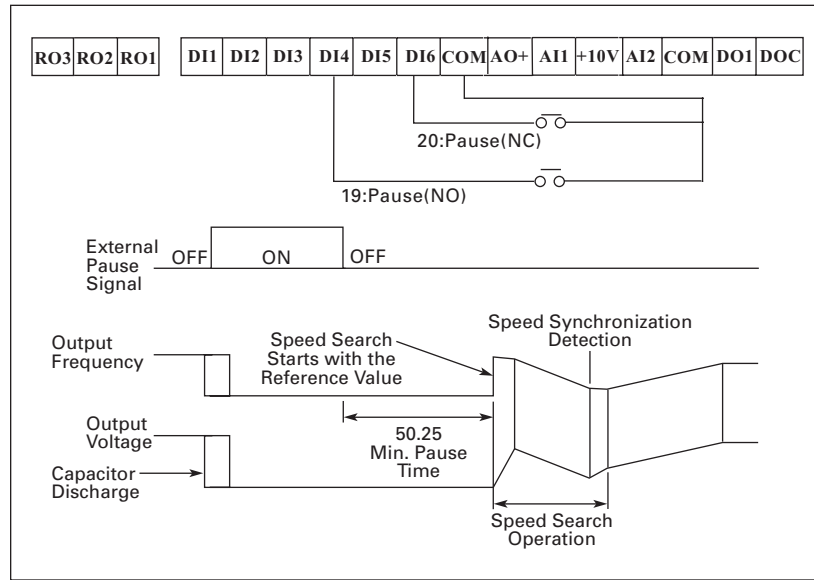 RO3 RO2 RO1 DI1 DI2 DI3 DI4 DI5 DI6 COM AO+ AI1 +10V AI2 COM DO1 DOC
20:Pause(NC)
19:Pause(NO)
External
Pause
Signal
OFF
ON
OFF
Output
Frequency
Speed Search
Starts with the
Reference Value
Speed Synchronization
Detection
Output
Voltage
50.25
Min. Pause
Time
Capacitor
Discharge
Speed Search
Operation